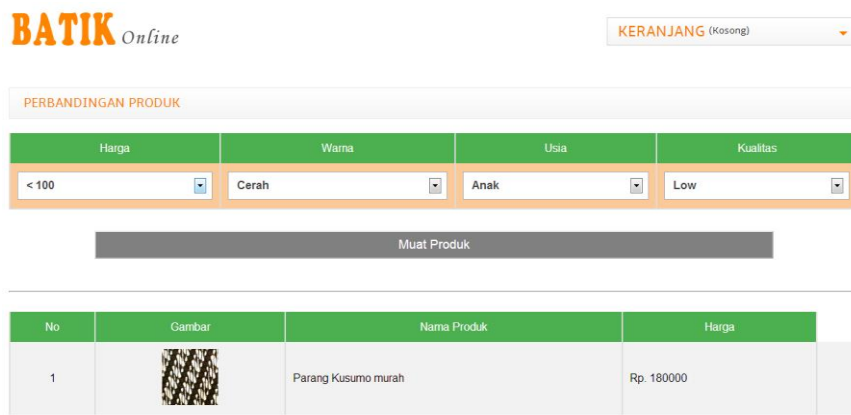 BATIK Online
KERANJANG (Kosong)
PERBANDINGAN PRODUK
Harga Warna Usia Kualitas
< 100 Cerah Anak Low
Muat Produk
No Gambar Nama Produk Harga
1 Parang Kusumo murah Rp. 180000